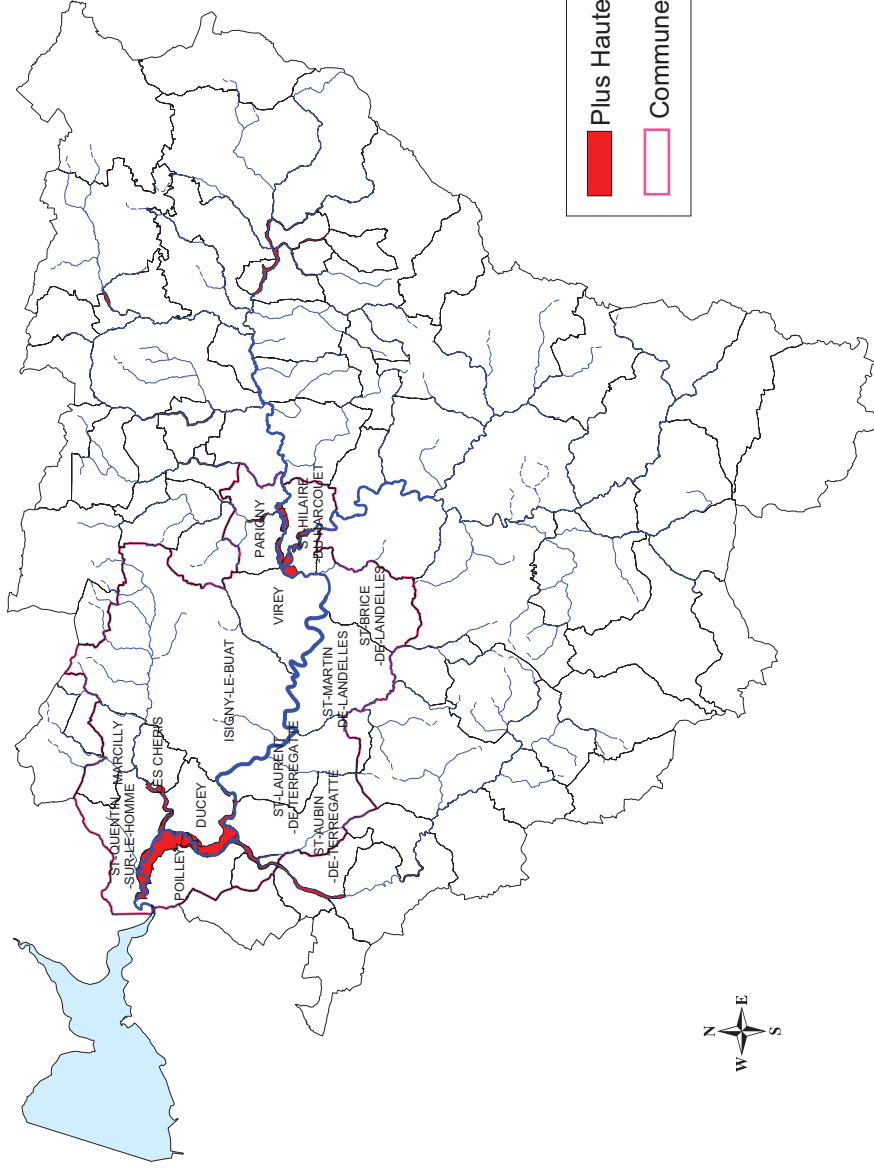 ST-QUENTIN
-SUR-LE-HOMME
MARCILLY
LES CHERIS
POILLEY
DUCEY
ISIGNY-LE-BUAT
ST-LAURENT
-DE-TERREGATTE
ST-AUBIN
-DE-TERREGATTE
ST-MARTIN
DE-LANDELLES
ST-BRICE
-DE-LANDELLES
VIREY
PARIGNY
ST-HILAIRE
-DU-HARCOUET
Plus Haute
Commune
N
W
E
S